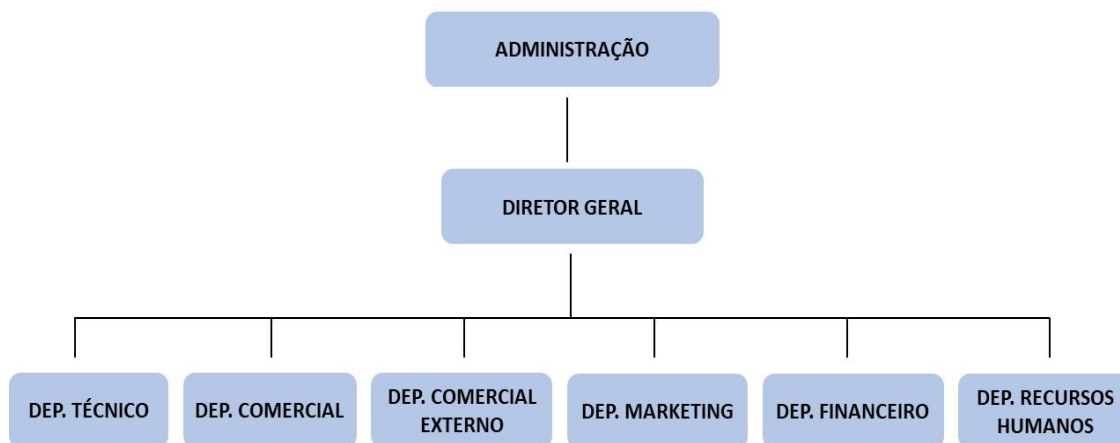 ADMINISTRAÇÃO
DIRETOR GERAL
DEP. TÉCNICO
DEP. COMERCIAL
DEP. COMERCIAL
EXTERNO
DEP. MARKETING
DEP. FINANCEIRO
DEP. RECURSOS
HUMANOS